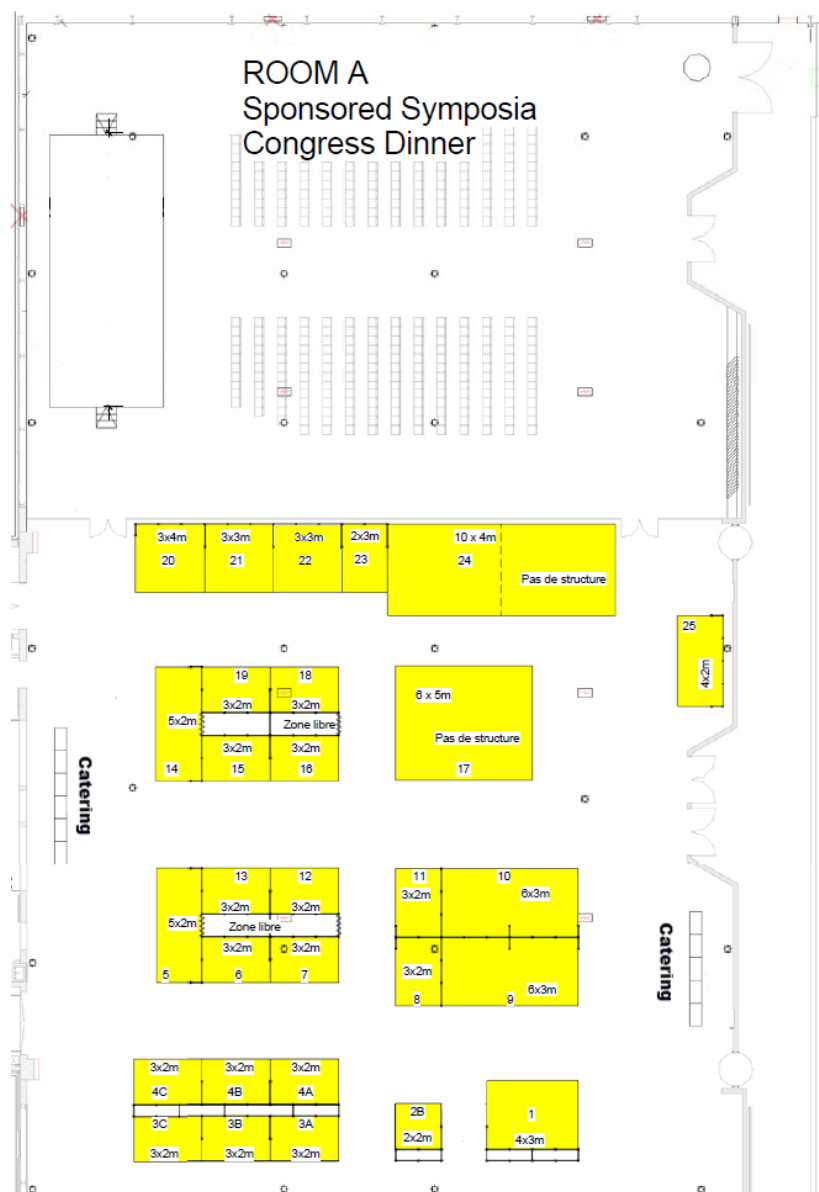 ROOM A
Sponsored Symposia
Congress Dinner
3x4m
3x3m
3x3m
2x3m
10 x 4m
20
21
22
23
24
Pas de structure
25
4x2m
19
18
3x2m
3x2m
6 x 5m
5x2m
Zone libre
3x2m
3x2m
Pas de structure
14
15
16
17
Catering
13
12
11
10
3x2m
3x2m
3x2m
6x3m
5x2m
Zone libre
3x2m
3x2m
3x2m
6x3m
5
6
7
8
9
Catering
3x2m
3x2m
3x2m
4C
4B
4A
3C
3B
3A
3x2m
3x2m
3x2m
2B
2x2m
1
4x3m